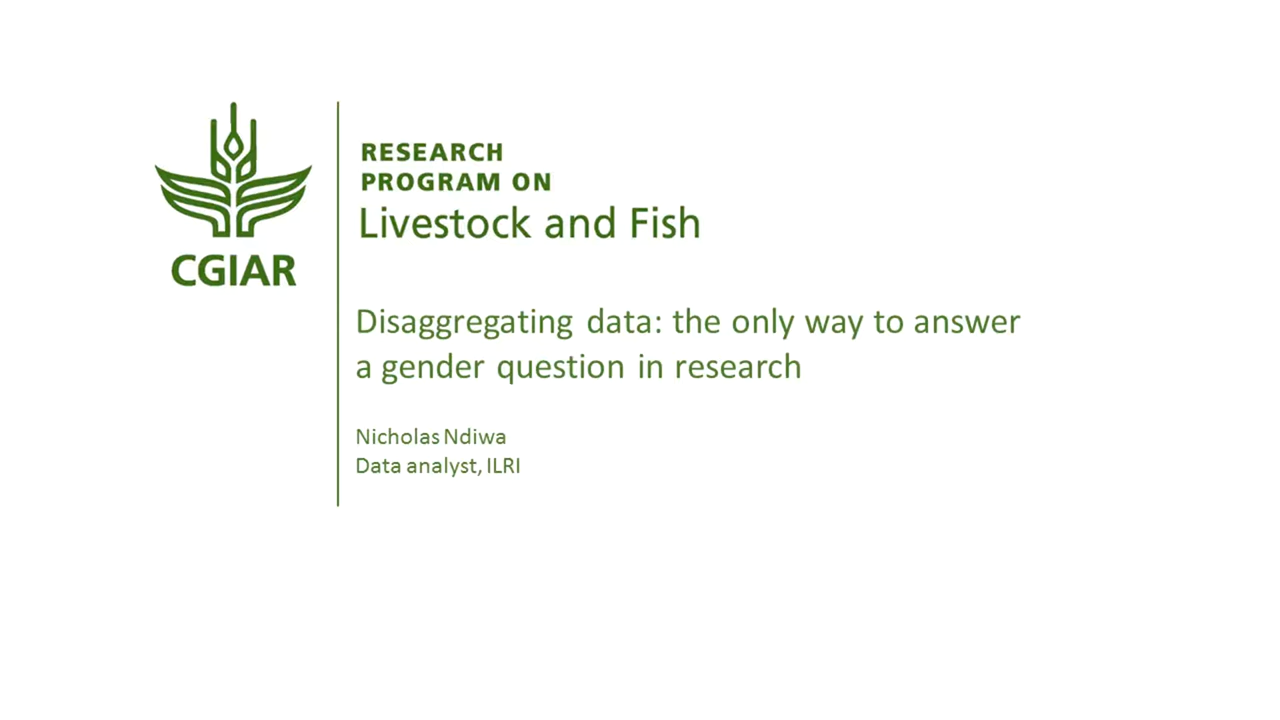 RESEARCH
PROGRAM ON
Livestock and Fish
CGIAR
Disaggregating data: the only way to answer
a gender question in research
Nicholas Ndiwa
Data analyst, ILRI